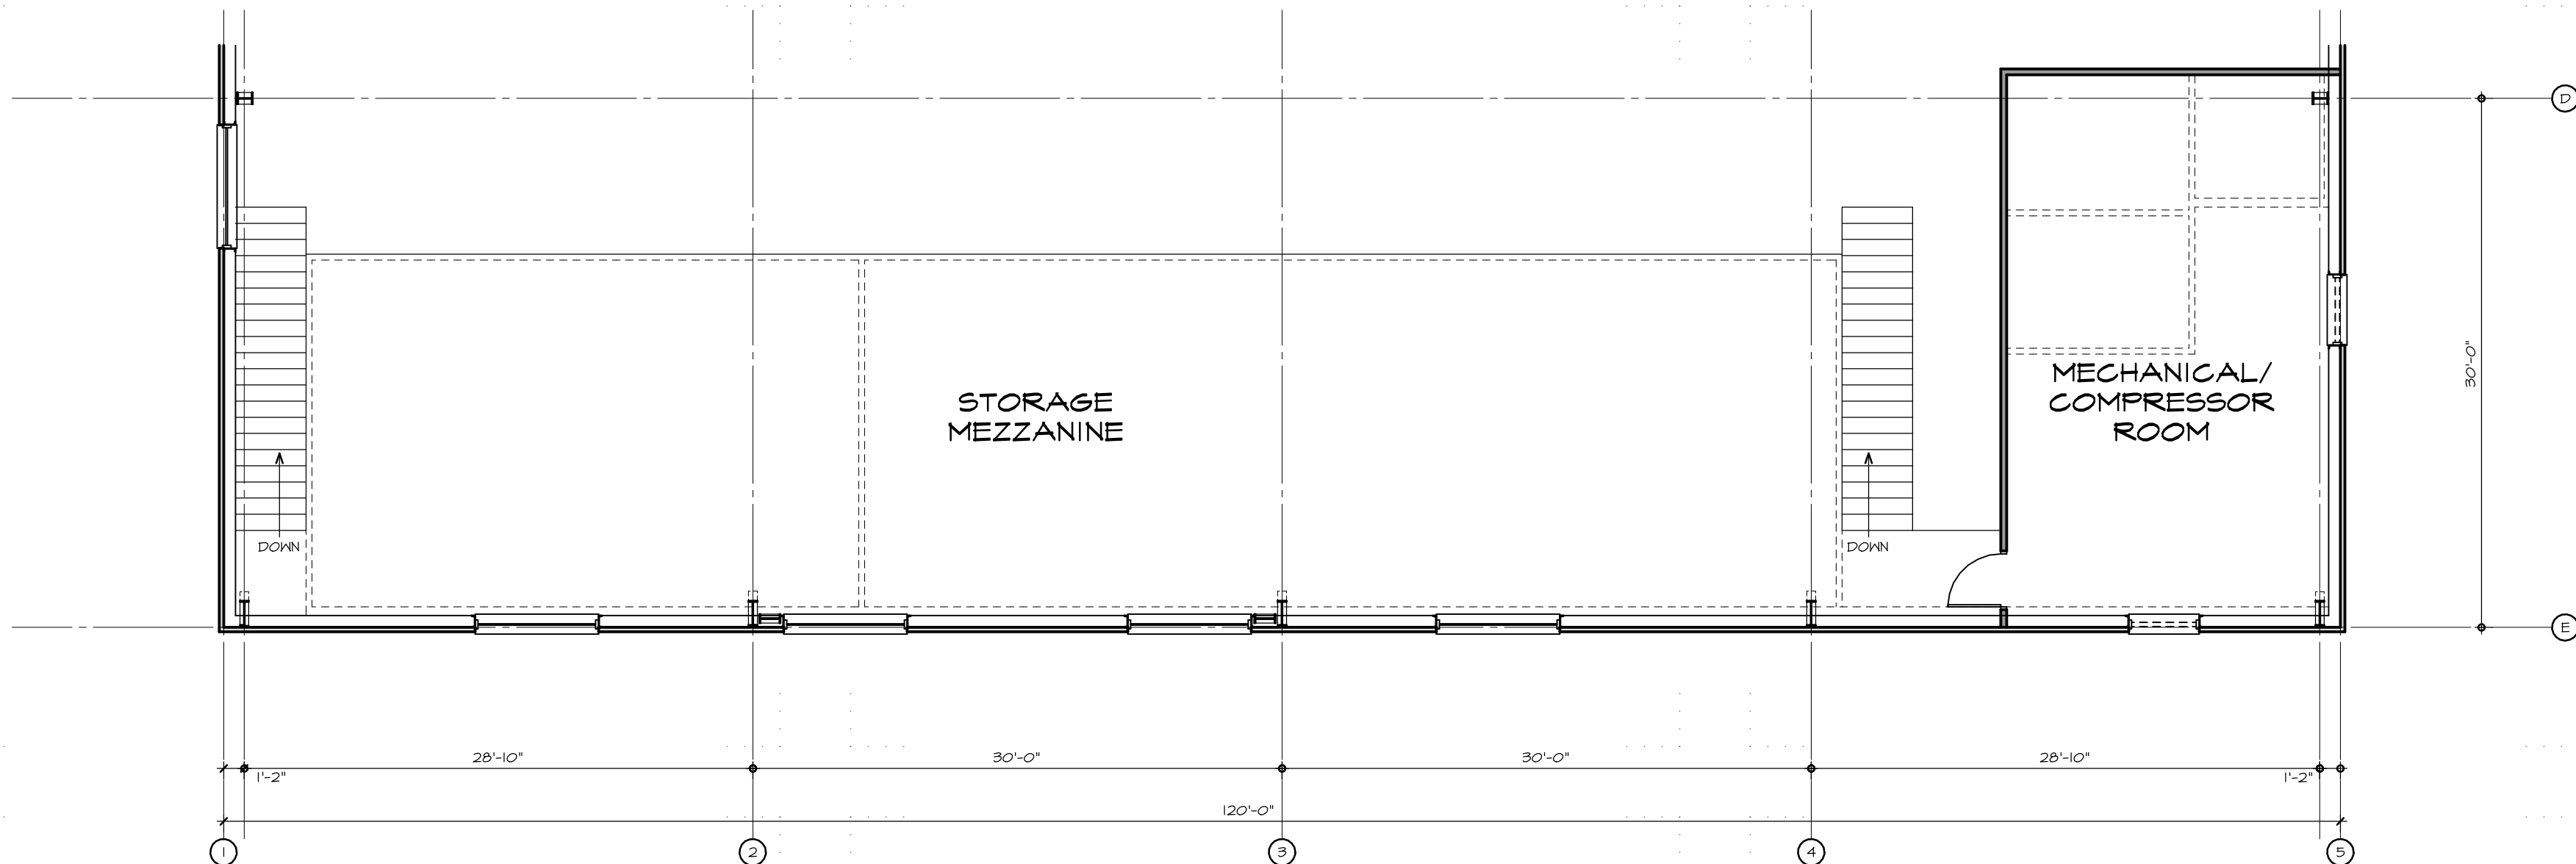 D
STORAGE
MEZZANINE
MECHANICAL/
COMPRESSOR
ROOM
30'-0"
DOWN
DOWN
E
28'-10"
30'-0"
30'-0"
28'-10"
1'-2"
1'-2"
120'-0"
1
2
3
4
5